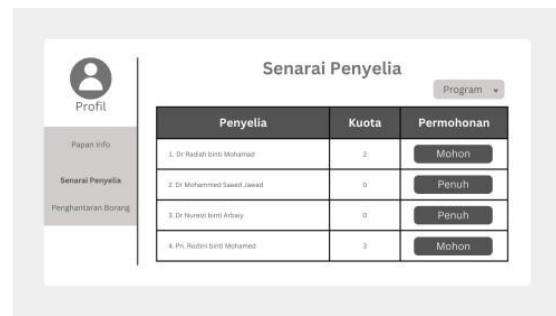 Senarai Penyelia
Program
Profil
Papan Info
Senarai Penyelia
Penghantaran Borang
Penyelia Kuota Permohonan
1. Dr Radiah binti Mohamad 2 Mohon
2. Dr Mohammed Saeed Jawad 0 Penuh
3. Dr Nureizi binti Arbaiy 0 Penuh
4. Pn. Rozlini binti Mohamed Mohon